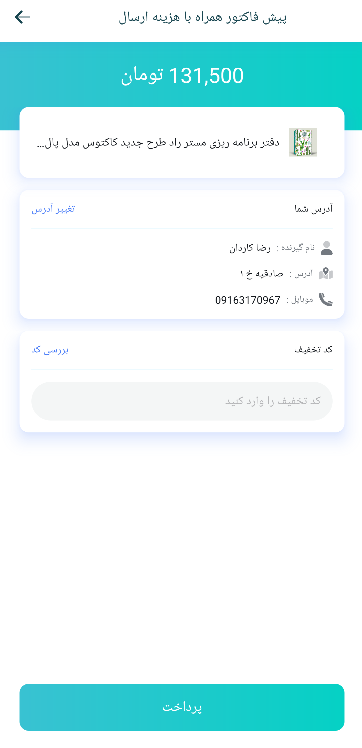 پیش فاکتور همراه با هزینه ارسال
131,500 تومان
دفتر برنامه ریزی مستر راد طرح جدید کاکتوس مدل پال...
آدرس شما
تغییر آدرس
نام گیرنده : رضا کاردان
آدرس : صادقیه خ ۱
موبایل : 09163170967
کد تخفیف
بررسی کد
کد تخفیف را وارد کنید
پرداخت